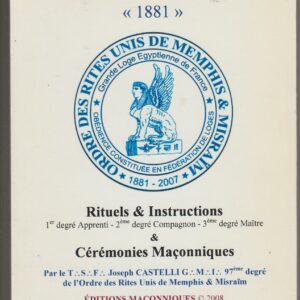 « 1881 »
ORDRE DES RITES UNIS DE MEMPHIS & MISRAÏM
Grande Loge Egyptienne de France
OBÉDIENCE CONSTITUÉE EN FÉDÉRATION DE LOGES
1881 - 2007
Rituels & Instructions
1er degré Apprenti - 2ème degré Compagnon - 3ème degré Maître
&
Cérémonies Maçonniques
Par le T∴S∴F∴ Joseph CASTELLI G∴M∴I∴ 97ème degré
de l'Ordre des Rites Unis de Memphis & Misraïm
ÉDITIONS MAÇONNIQUES © 2008